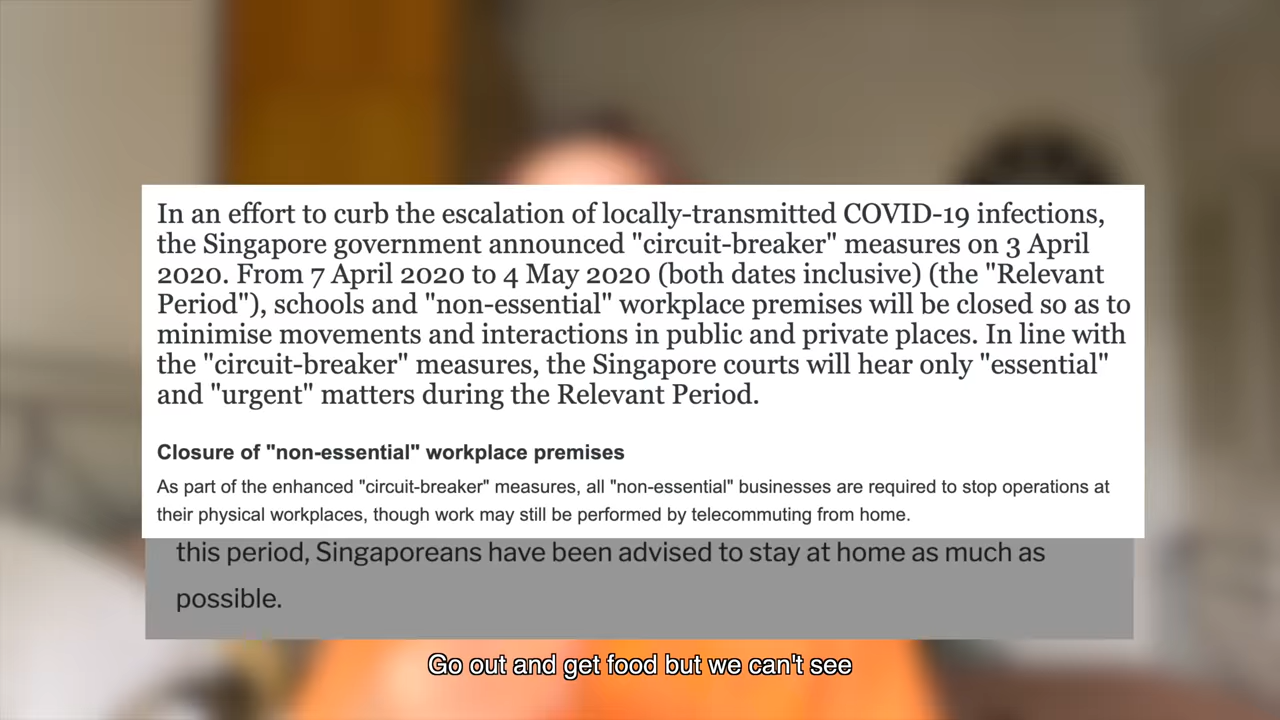 In an effort to curb the escalation of locally-transmitted COVID-19 infections,
the Singapore government announced "circuit-breaker" measures on 3 April
2020. From 7 April 2020 to 4 May 2020 (both dates inclusive) (the "Relevant
Period"), schools and "non-essential" workplace premises will be closed so as to
minimise movements and interactions in public and private places. In line with
the "circuit-breaker" measures, the Singapore courts will hear only "essential"
and "urgent" matters during the Relevant Period.
Closure of "non-essential" workplace premises
As part of the enhanced "circuit-breaker" measures, all "non-essential" businesses are required to stop operations at
their physical workplaces, though work may still be performed by telecommuting from home.
this period, Singaporeans have been advised to stay at home as much as
possible.
Go out and get food but we can't see